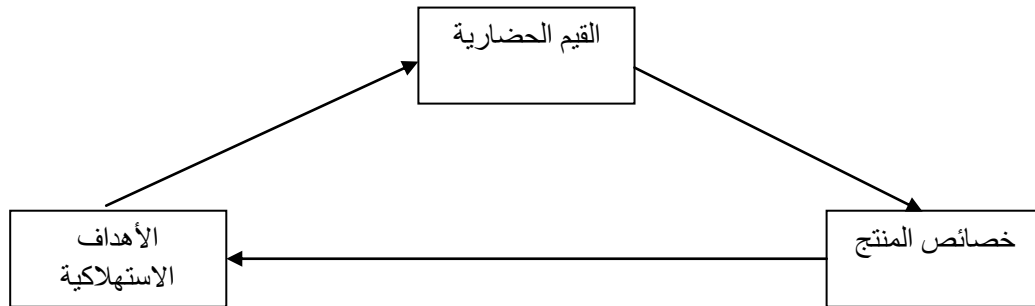 القيم الحضارية
خصائص المنتج
الأهداف
الاستهلاكية